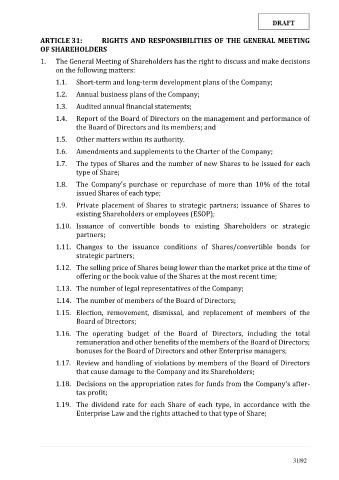 DRAFT
ARTICLE 31: RIGHTS AND RESPONSIBILITIES OF THE GENERAL MEETING
OF SHAREHOLDERS
1. The General Meeting of Shareholders has the right to discuss and make decisions
on the following matters:
1.1. Short-term and long-term development plans of the Company;
1.2. Annual business plans of the Company;
1.3. Audited annual financial statements;
1.4. Report of the Board of Directors on the management and performance of
the Board of Directors and its members; and
1.5. Other matters within its authority.
1.6. Amendments and supplements to the Charter of the Company;
1.7. The types of Shares and the number of new Shares to be issued for each
type of Share;
1.8. The Company's purchase or repurchase of more than 10% of the total
issued Shares of each type;
1.9. Private placement of Shares to strategic partners; issuance of Shares to
existing Shareholders or employees (ESOP);
1.10. Issuance of convertible bonds to existing Shareholders or strategic
partners;
1.11. Changes to the issuance conditions of Shares/convertible bonds for
strategic partners;
1.12. The selling price of Shares being lower than the market price at the time of
offering or the book value of the Shares at the most recent time;
1.13. The number of legal representatives of the Company;
1.14. The number of members of the Board of Directors;
1.15. Election, removement, dismissal, and replacement of members of the
Board of Directors;
1.16. The operating budget of the Board of Directors, including the total
remuneration and other benefits of the members of the Board of Directors;
bonuses for the Board of Directors and other Enterprise managers;
1.17. Review and handling of violations by members of the Board of Directors
that cause damage to the Company and its Shareholders;
1.18. Decisions on the appropriation rates for funds from the Company's after-
tax profit;
1.19. The dividend rate for each Share of each type, in accordance with the
Enterprise Law and the rights attached to that type of Share;
31|92